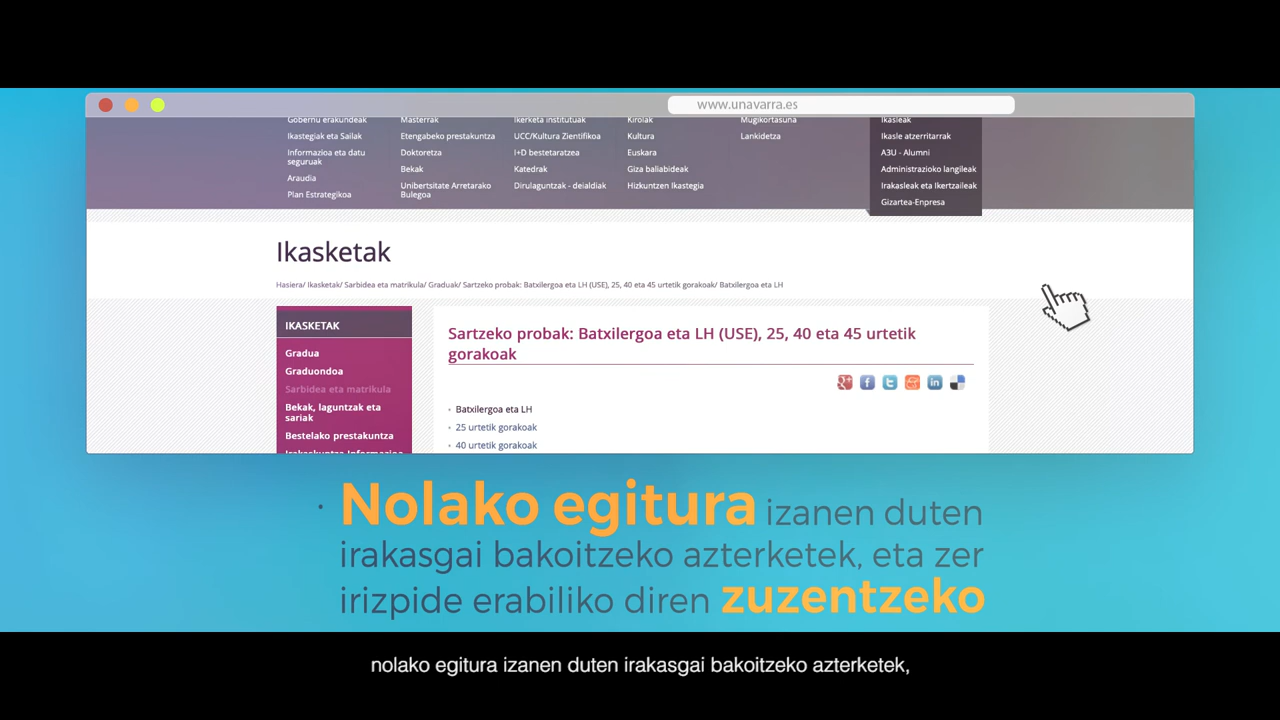 www.unavarra.es
Gobernu erakundeak
Ikastegiak eta Sailak
Informazioa eta datu
seguruak
Araudia
Plan Estrategikoa
Masterrak
Etengabeko prestakuntza
Doktoretza
Bekak
Unibertsitate Arretarako
Bulegoa
Ikerketa institutuak
UCC/Kultura Zientifikoa
I+D bestetaratzea
Katedrak
Dirulaguntzak - deialdiak
Kirolak
Kultura
Euskara
Giza baliabideak
Hizkuntzen Ikastegia
Mugikortasuna
Lankidetza
Ikasleak
Ikasle atzerritarrak
A3U - Alumni
Administrazioko langileak
Irakasleak eta Ikertzaileak
Gizartea-Enpresa
Ikasketak
Hasiera/ Ikasketak/ Sarbidea eta matrikula/ Graduak/ Sartzeko probak: Batxilergoa eta LH (USE), 25, 40 eta 45 urtetik gorakoak/ Batxilergoa eta LH
IKASKETAK
Gradua
Graduondoa
Sarbidea eta matrikula
Bekak, laguntzak eta
sariak
Bestelako prestakuntza
Irakaskuntza Informazioa
Sartzeko probak: Batxilergoa eta LH (USE), 25, 40 eta 45 urtetik
gorakoak
Batxilergoa eta LH
25 urtetik gorakoak
40 urtetik gorakoak
· Nolako egitura izanen duten
irakasgai bakoitzeko azterketek, eta zer
irizpide erabiliko diren zuzentzeko
nolako egitura izanen duten irakasgai bakoitzeko azterketek,